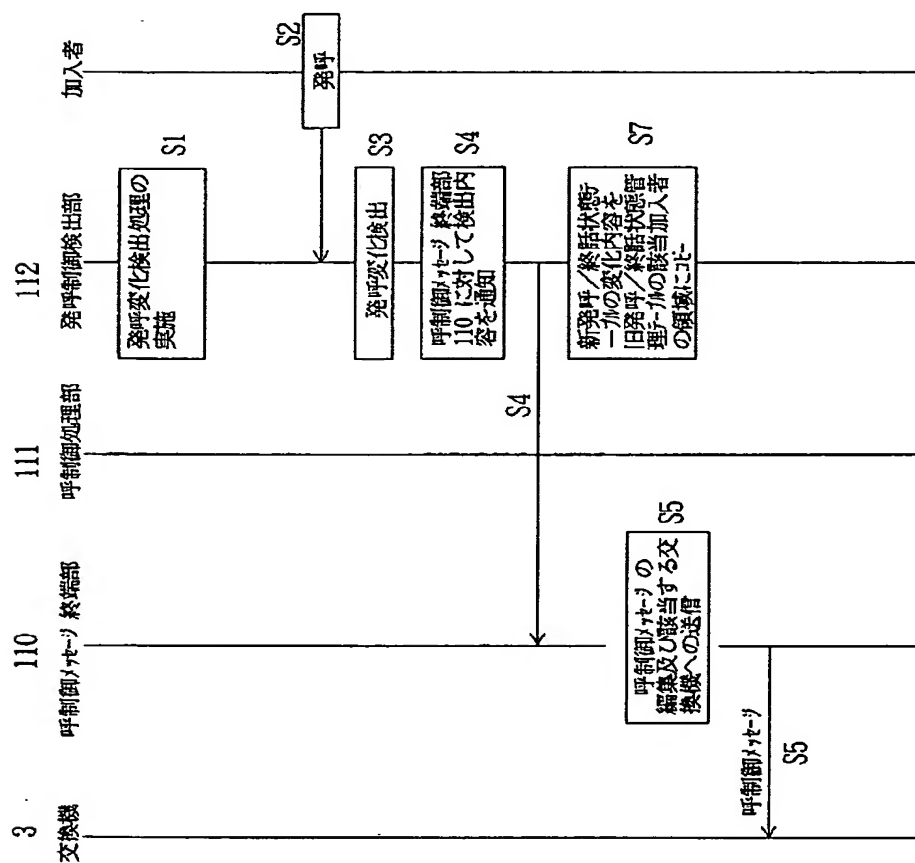 3
交換機
110
呼制御メッセージ 終端部
111
呼制御処理部
112
発呼制御検出部
加入者
発呼変化検出処理の
実施
S1
発呼
S2
発呼変化検出
S3
呼制御メッセージ 終端部
110 に対して検出内
容を通知
S4
S4
新発呼／終話状態テ
ーブルの変化内容を
旧発呼／終話状態管
理テーブルの該当加入者
の領域にコピー
S7
呼制御メッセージ の
編集及び該当する交
換機への送信
S5
呼制御メッセージ
S5